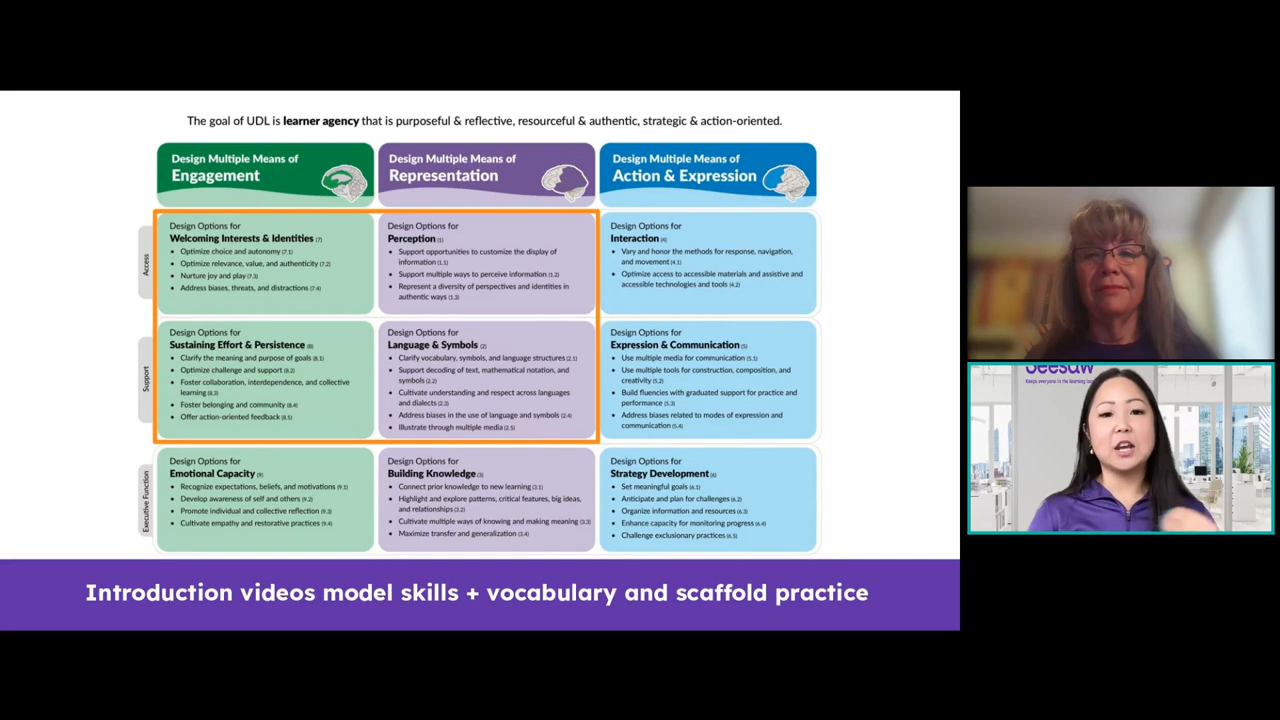 The goal of UDL is learner agency that is purposeful & reflective, resourceful & authentic, strategic & action-oriented.
Design Multiple Means of
Engagement
Design Multiple Means of
Representation
Design Multiple Means of
Action & Expression
Access
Design Options for
Welcoming Interests & Identities (7)
• Optimize choice and autonomy (7.1)
• Optimize relevance, value, and authenticity (7.2)
• Nurture joy and play (7.3)
• Address biases, threats, and distractions (7.4)
Design Options for
Perception (1)
• Support opportunities to customize the display of
information (1.1)
• Support multiple ways to perceive information (1.2)
• Represent a diversity of perspectives and identities in
authentic ways (1.3)
Design Options for
Interaction (4)
• Vary and honor the methods for response, navigation,
and movement (4.1)
• Optimize access to accessible materials and assistive and
accessible technologies and tools (4.2)
Support
Design Options for
Sustaining Effort & Persistence (8)
• Clarify the meaning and purpose of goals (8.1)
• Optimize challenge and support (8.2)
• Foster collaboration, interdependence, and collective
learning (8.3)
• Foster belonging and community (8.4)
• Offer action-oriented feedback (8.5)
Design Options for
Language & Symbols (2)
• Clarify vocabulary, symbols, and language structures (2.1)
• Support decoding of text, mathematical notation, and
symbols (2.2)
• Cultivate understanding and respect across languages
and dialects (2.3)
• Address biases in the use of language and symbols (2.4)
• Illustrate through multiple media (2.5)
Design Options for
Expression & Communication (5)
• Use multiple media for communication (5.1)
• Use multiple tools for construction, composition, and
creativity (5.2)
• Build fluencies with graduated support for practice and
performance (5.3)
• Address biases related to modes of expression and
communication (5.4)
Executive Function
Design Options for
Emotional Capacity (9)
• Recognize expectations, beliefs, and motivations (9.1)
• Develop awareness of self and others (9.2)
• Promote individual and collective reflection (9.3)
• Cultivate empathy and restorative practices (9.4)
Design Options for
Building Knowledge (3)
• Connect prior knowledge to new learning (3.1)
• Highlight and explore patterns, critical features, big ideas,
and relationships (3.2)
• Cultivate multiple ways of knowing and making meaning (3.3)
• Maximize transfer and generalization (3.4)
Design Options for
Strategy Development (6)
• Set meaningful goals (6.1)
• Anticipate and plan for challenges (6.2)
• Organize information and resources (6.3)
• Enhance capacity for monitoring progress (6.4)
• Challenge exclusionary practices (6.5)
Introduction videos model skills + vocabulary and scaffold practice
Seesaw
Keeps everyone in the learning